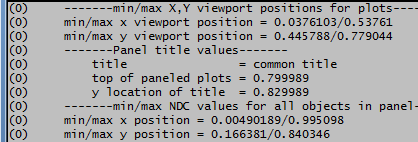 (0) -------min/max X,Y viewport positions for plots----
(0) min/max x viewport position = 0.0376103/0.53761
(0) min/max y viewport position = 0.445788/0.779044
(0) -------Panel title values-------
(0) title = common title
(0) top of paneled plots = 0.799989
(0) y location of title = 0.829989
(0) -------min/max NDC values for all objects in panel-
(0) min/max x position = 0.00490189/0.995098
(0) min/max y position = 0.166381/0.840346